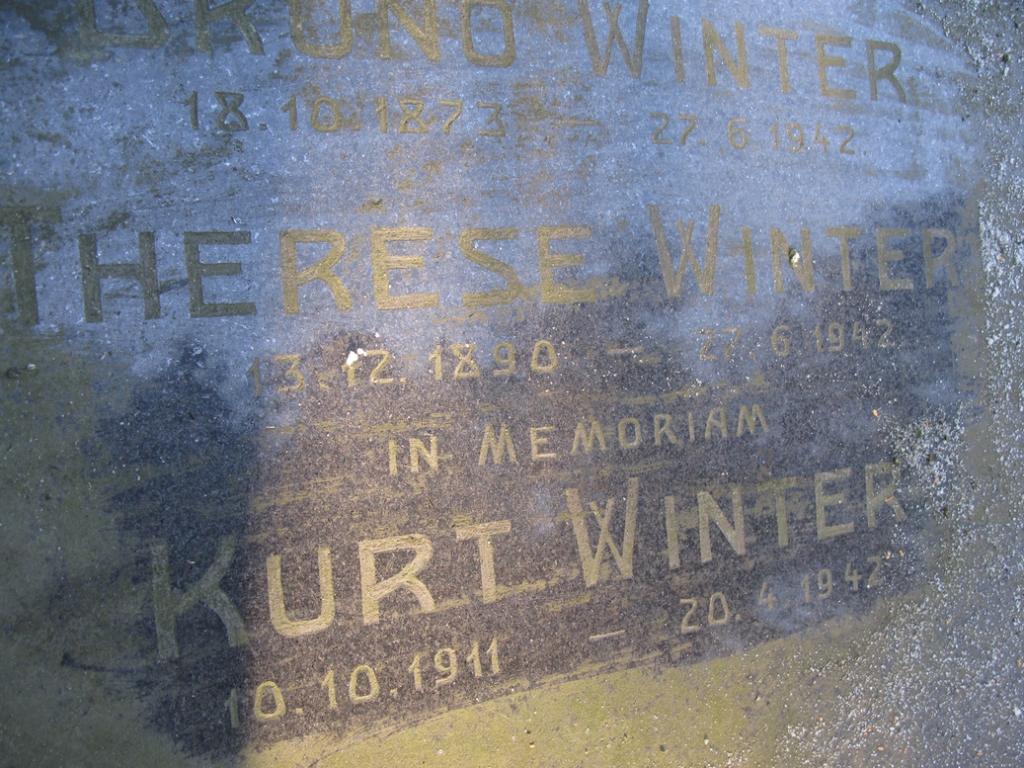 BRUNO WINTER
18.10.1873 — 27.6.1942
THERESE WINTER
13.12.1890 — 27.6.1942
IN MEMORIAM
KURT WINTER
10.10.1911 — 20.4.1942